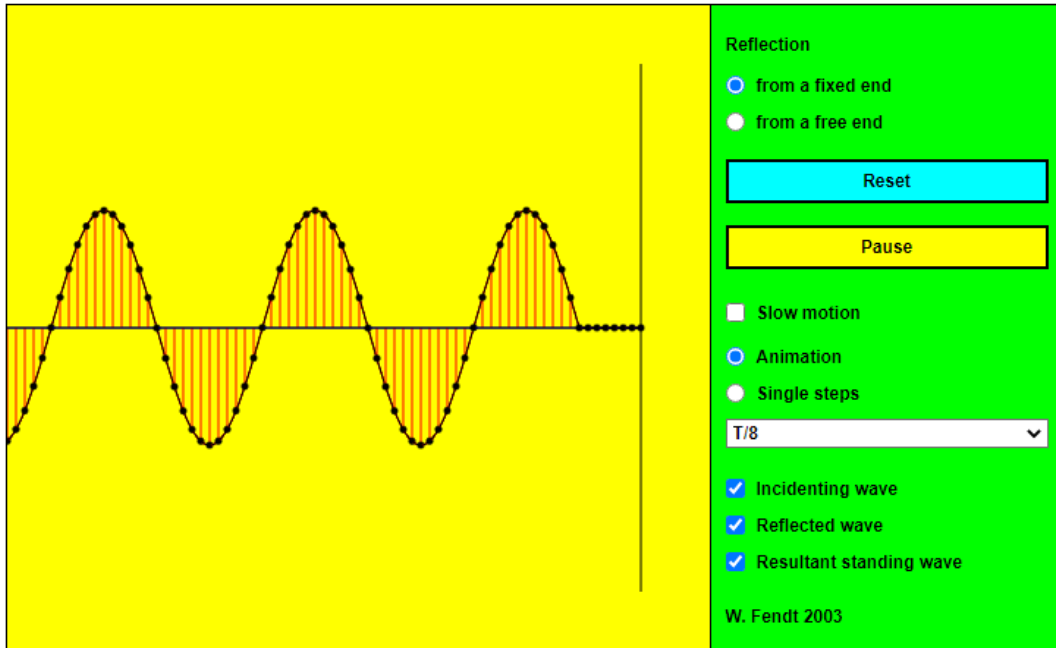 Reflection
from a fixed end
from a free end
Reset
Pause
Slow motion
Animation
Single steps
T/8
Incidenting wave
Reflected wave
Resultant standing wave
W. Fendt 2003